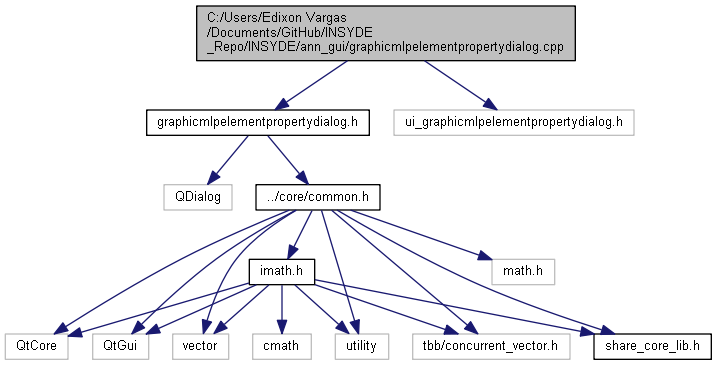 C:/Users/Edixon Vargas
/Documents/GitHub/INSYDE
_Repo/INSYDE/ann_gui/graphicmlpelementpropertydialog.cpp
graphicmlpelementpropertydialog.h
ui_graphicmlpelementpropertydialog.h
QDialog
../core/common.h
imath.h
math.h
QtCore
QtGui
vector
cmath
utility
tbb/concurrent_vector.h
share_core_lib.h